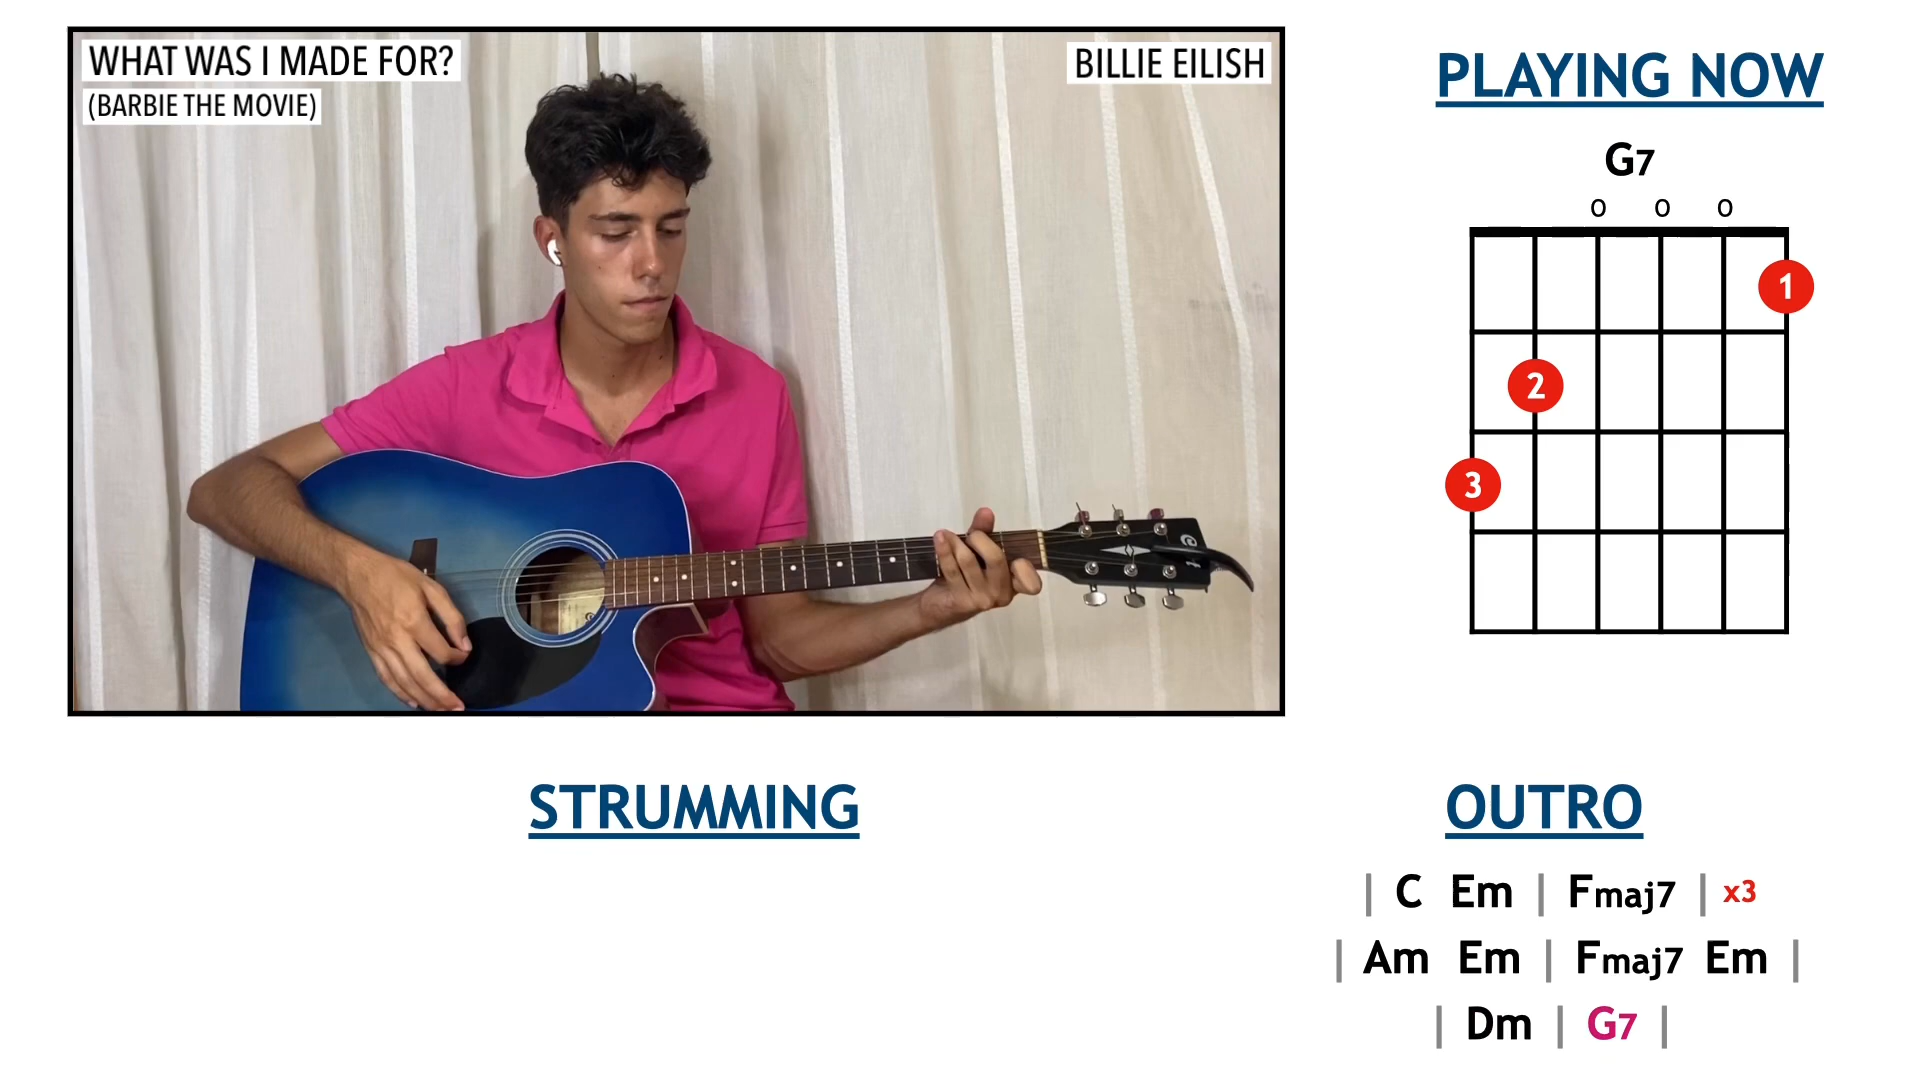 WHAT WAS I MADE FOR?
(BARBIE THE MOVIE)
BILLIE EILISH
PLAYING NOW
G7
o o o
1
2
3
STRUMMING
OUTRO
| C Em | Fmaj7 | x3
| Am Em | Fmaj7 Em |
| Dm | G7 |